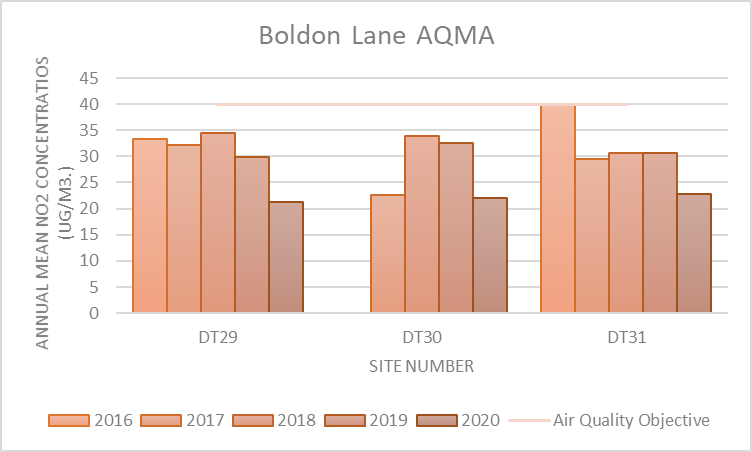 Boldon Lane AQMA
ANNUAL MEAN NO2 CONCENTRATIOS
(UG/M3.)
45
40
35
30
25
20
15
10
5
0
DT29 DT30 DT31
SITE NUMBER
2016 2017 2018 2019 2020 Air Quality Objective